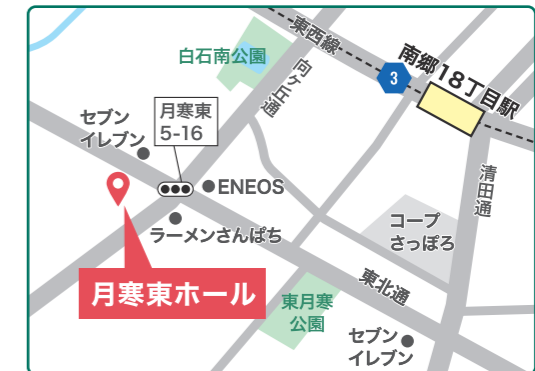 東西線
南郷18丁目駅
3
白石南公園
向ヶ丘通
セブン
イレブン
月寒東
5-16
ENEOS
清田通
コープ
さっぽろ
ラーメンさんぱち
月寒東ホール
東北通
東月寒
公園
セブン
イレブン